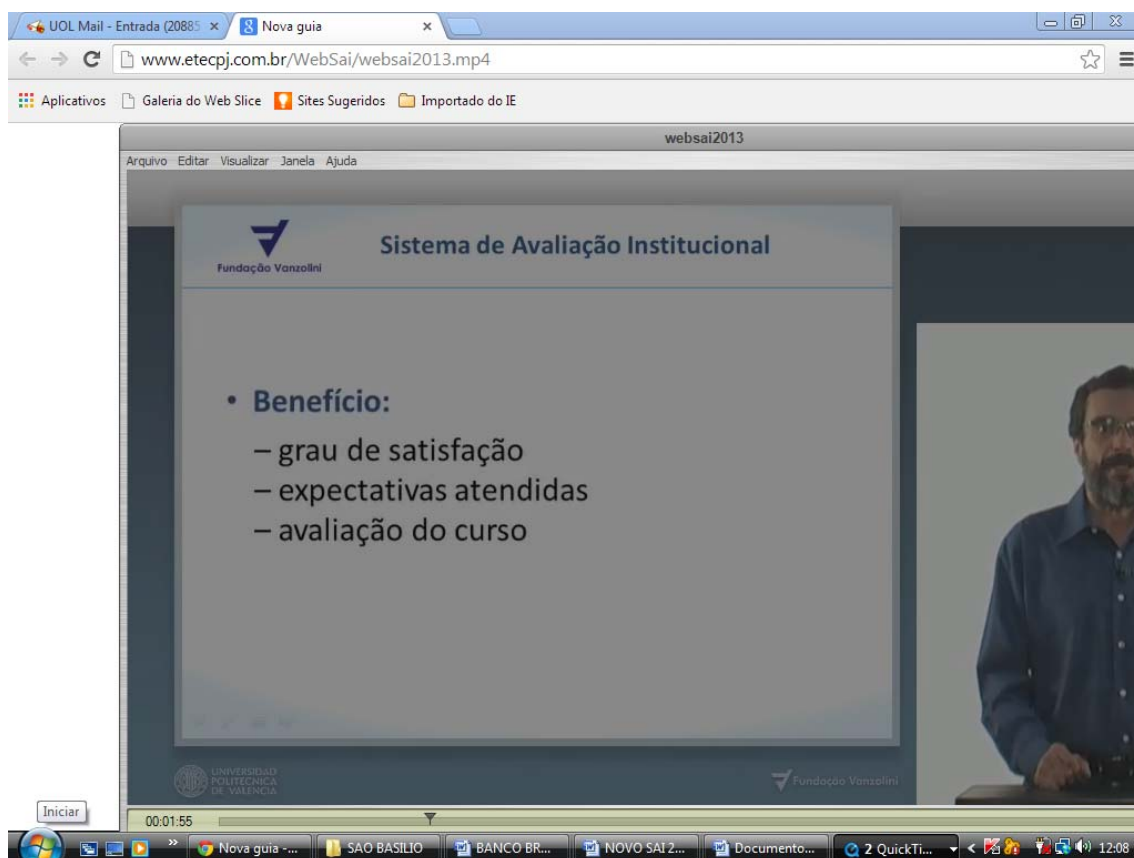 UOL Mail - Entrada (20885
Nova guia
www.etecpj.com.br/WebSai/websai2013.mp4
Aplicativos Galeria do Web Slice Sites Sugeridos Importado do IE
websai2013
Arquivo Editar Visualizar Janela Ajuda
Fundação Vanzolini
Sistema de Avaliação Institucional
• Benefício:
– grau de satisfação
– expectativas atendidas
– avaliação do curso
UNIVERSIDAD
POLITECNICA
DE VALENCIA
Fundação Vanzolini
Iniciar
00:01:55
Nova guia -... SAO BASILIO BANCO BR... NOVO SAI 2... Documento... 2 QuickTi... 12:08